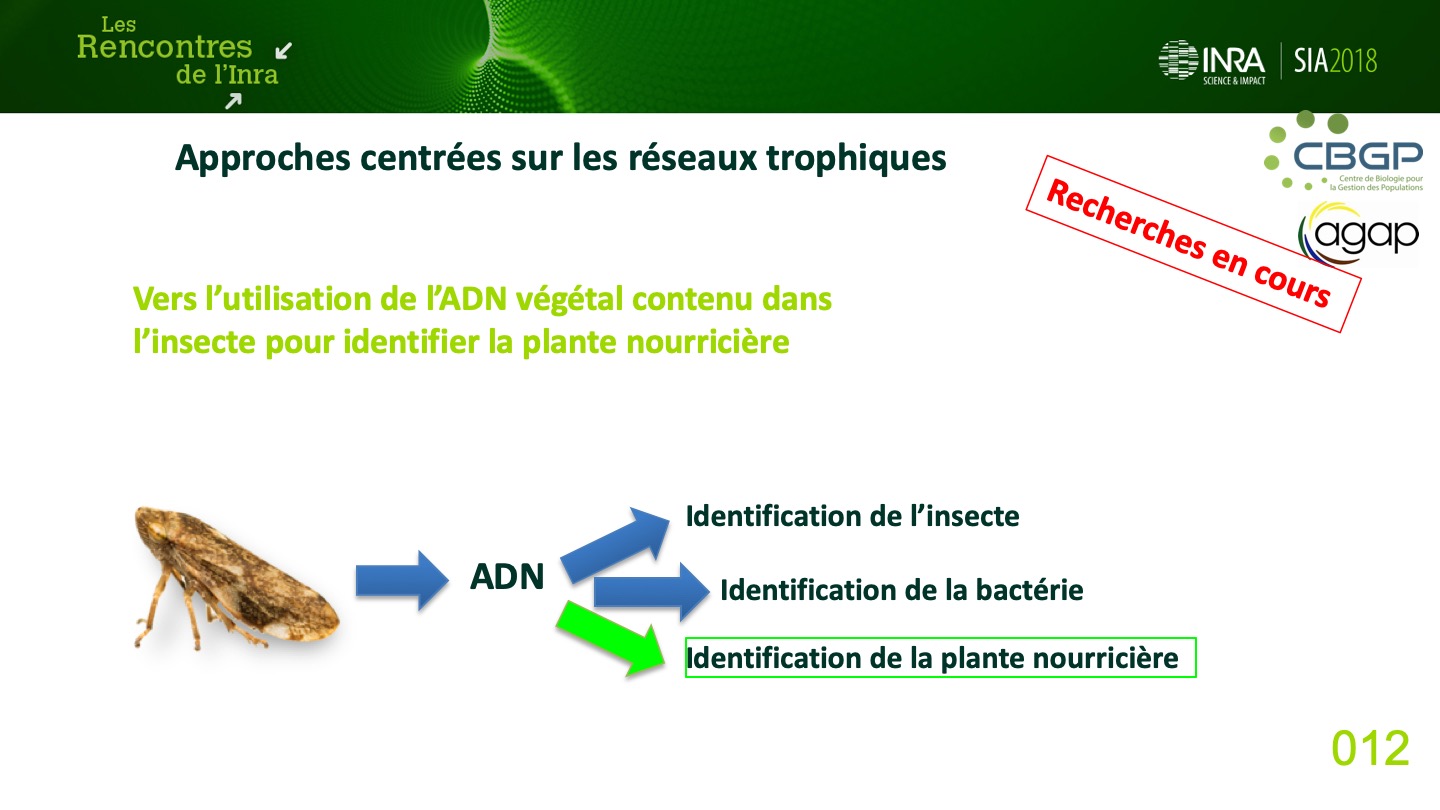 Les
Rencontres
de l'Inra
INRA
SCIENCE & IMPACT
SIA2018
CBGP
Centre de Biologie pour
la Gestion des Populations
agap
Approches centrées sur les réseaux trophiques
Recherches en cours
Vers l'utilisation de l'ADN végétal contenu dans
l'insecte pour identifier la plante nourricière
ADN
Identification de l'insecte
Identification de la bactérie
Identification de la plante nourricière
012